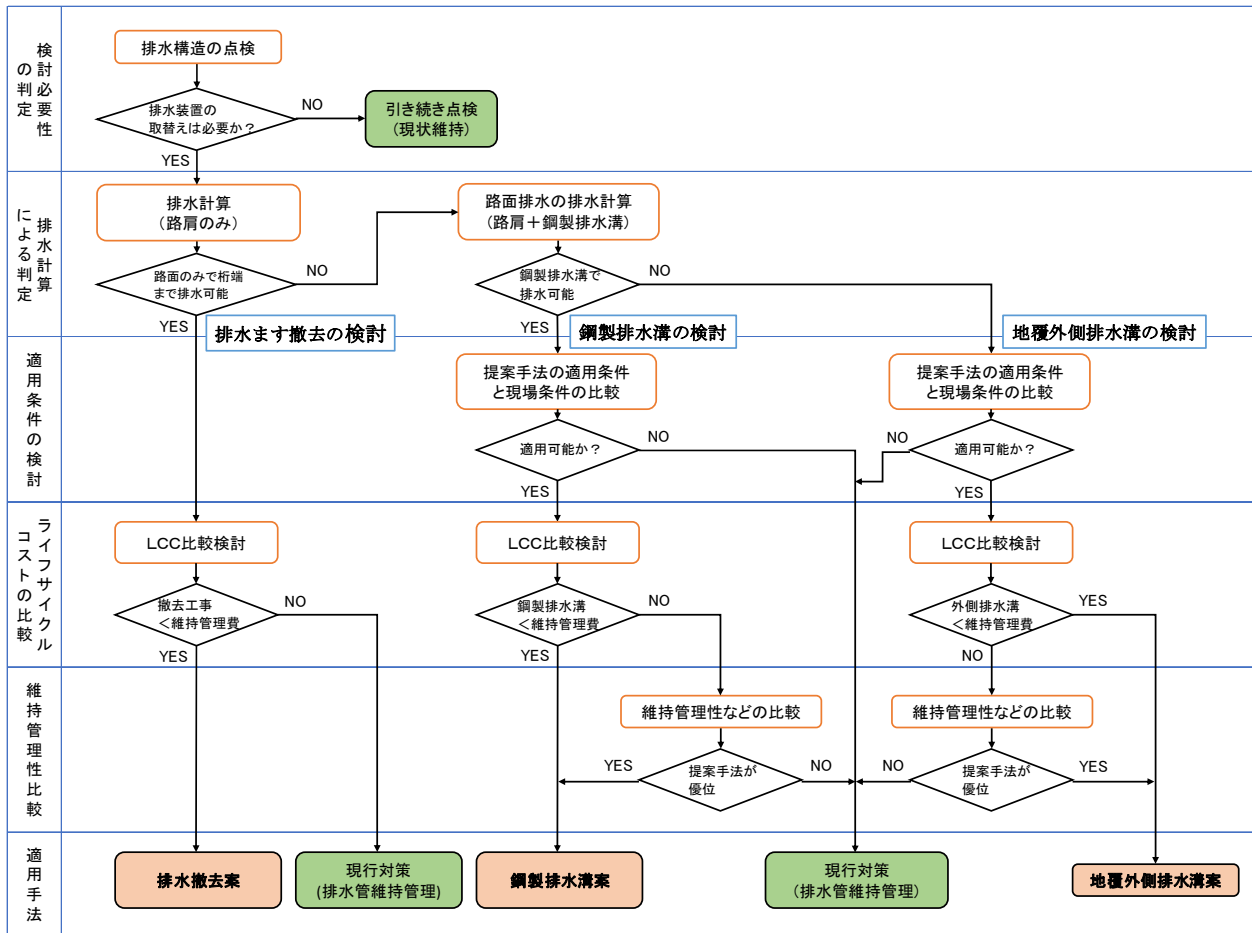 検討必要性
の判定
排水構造の点検
排水装置の
取替えは必要か？
NO
引き続き点検
（現状維持）
YES
排水計算
による判定
排水計算
（路肩のみ）
路面排水の排水計算
（路肩＋鋼製排水溝）
路面のみで桁端
まで排水可能
NO
鋼製排水溝で
排水可能
NO
YES
排水ます撤去の検討
YES
鋼製排水溝の検討
地覆外側排水溝の検討
適用条件の検討
提案手法の適用条件
と現場条件の比較
提案手法の適用条件
と現場条件の比較
適用可能か？
NO
NO
適用可能か？
YES
YES
ライフサイクル
コストの比較
LCC比較検討
LCC比較検討
LCC比較検討
撤去工事
＜維持管理費
NO
鋼製排水溝
＜維持管理費
NO
外側排水溝
＜維持管理費
YES
YES
YES
NO
維持管理性比較
維持管理性などの比較
維持管理性などの比較
YES
提案手法が
優位
NO
NO
提案手法が
優位
YES
適用手法
排水撤去案
現行対策
(排水管維持管理)
鋼製排水溝案
現行対策
（排水管維持管理）
地覆外側排水溝案